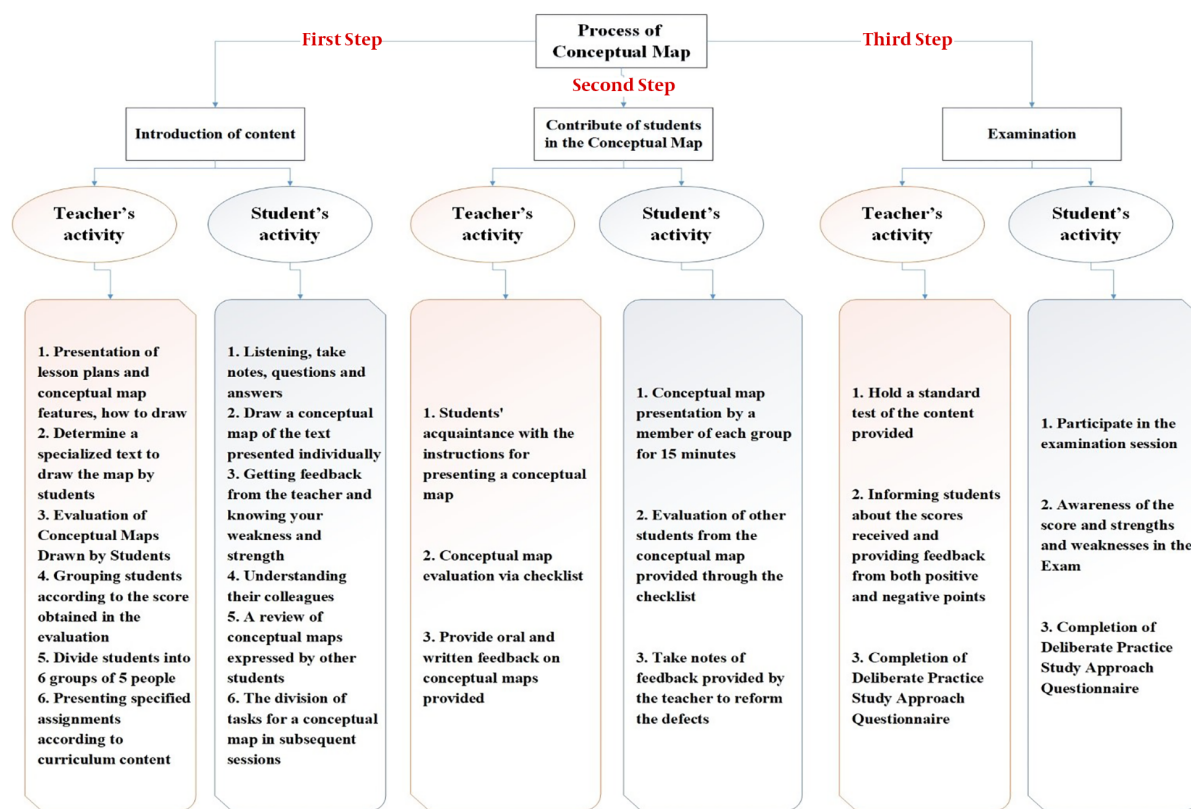 Process of
Conceptual Map
First Step
Second Step
Third Step
Introduction of content
Contribute of students
in the Conceptual Map
Examination
Teacher's
activity
Student's
activity
Teacher's
activity
Student's
activity
Teacher's
activity
Student's
activity
1. Presentation of
lesson plans and
conceptual map
features, how to draw
2. Determine a
specialized text to
draw the map by
students
3. Evaluation of
Conceptual Maps
Drawn by Students
4. Grouping students
according to the score
obtained in the
evaluation
5. Divide students into
6 groups of 5 people
6. Presenting specified
assignments
according to
curriculum content
1. Listening, take
notes, questions and
answers
2. Draw a conceptual
map of the text
presented individually
3. Getting feedback
from the teacher and
knowing your
weakness and
strength
4. Understanding
their colleagues
5. A review of
conceptual maps
expressed by other
students
6. The division of
tasks for a conceptual
map in subsequent
sessions
1. Students'
acquaintance with the
instructions for
presenting a conceptual
map
2. Conceptual map
evaluation via checklist
3. Provide oral and
written feedback on
conceptual maps
provided
1. Conceptual map
presentation by a
member of each group
for 15 minutes
2. Evaluation of other
students from the
conceptual map
provided through the
checklist
3. Take notes of
feedback provided by
the teacher to reform
the defects
1. Hold a standard
test of the content
provided
2. Informing students
about the scores
received and
providing feedback
from both positive
and negative points
3. Completion of
Deliberate Practice
Study Approach
Questionnaire
1. Participate in the
examination session
2. Awareness of the
score and strengths
and weaknesses in the
Exam
3. Completion of
Deliberate Practice
Study Approach
Questionnaire